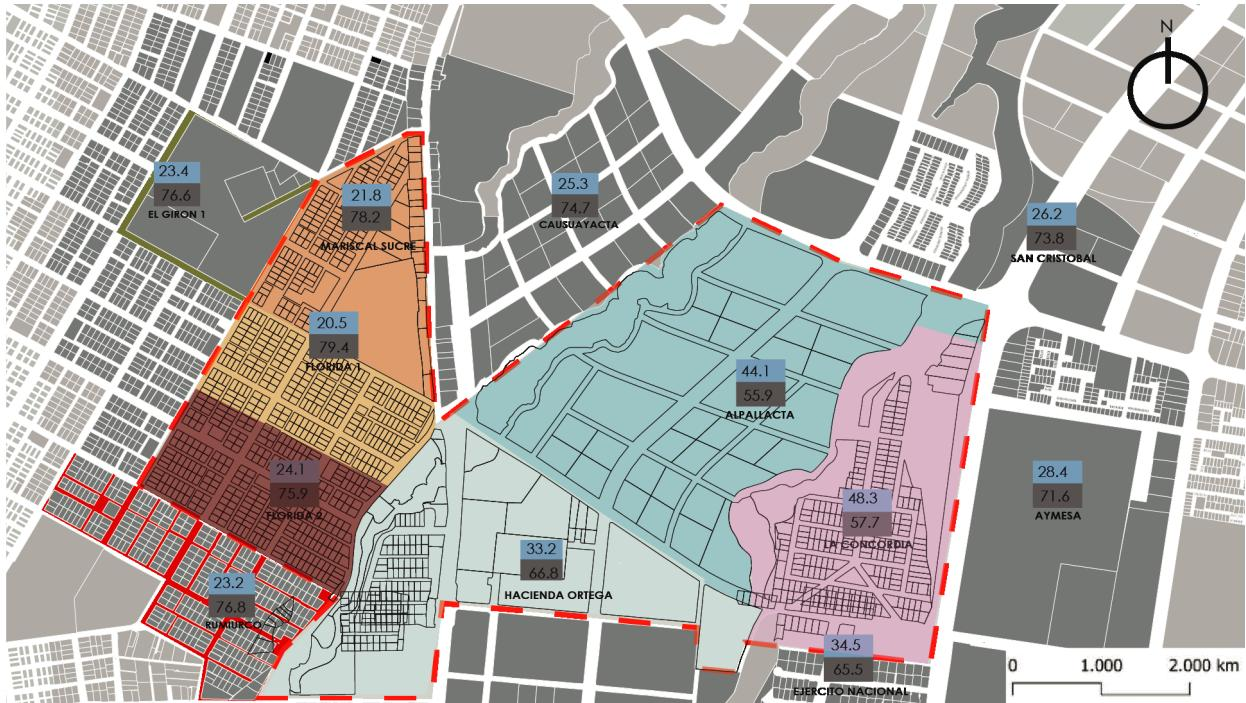 N
23.4
76.6
EL GIRON 1
21.8
78.2
MARISCAL SUCRE
25.3
74.7
CAUSUAYACTA
26.2
73.8
SAN CRISTOBAL
20.5
79.4
FLORIDA 1
44.1
55.9
ALPALLACTA
24.1
75.9
FLORIDA 2
48.3
57.7
LA CONCORDIA
28.4
71.6
AYMESA
33.2
66.8
HACIENDA ORTEGA
23.2
76.8
RUMIURCO
34.5
65.5
EJERCITO NACIONAL
0 1.000 2.000 km